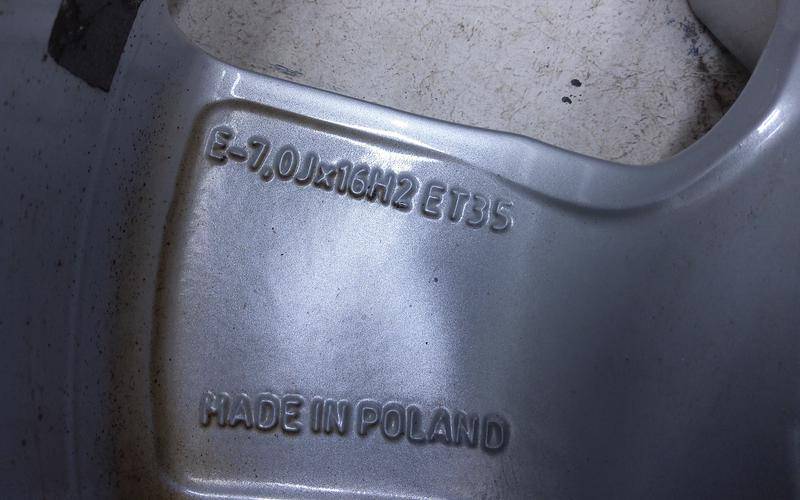 E-7,0Jx16H2 ET35
MADE IN POLAND